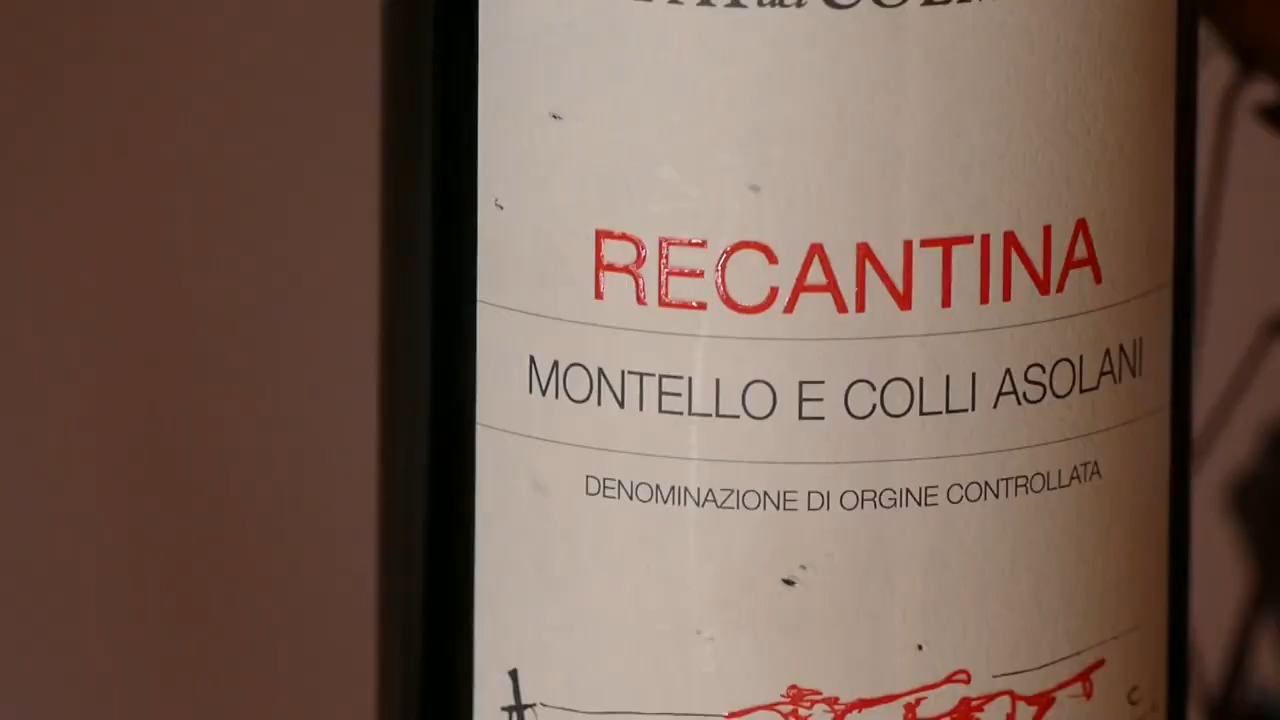 RECANTINA
MONTELLO E COLLI ASOLANI
DENOMINAZIONE DI ORGINE CONTROLLATA